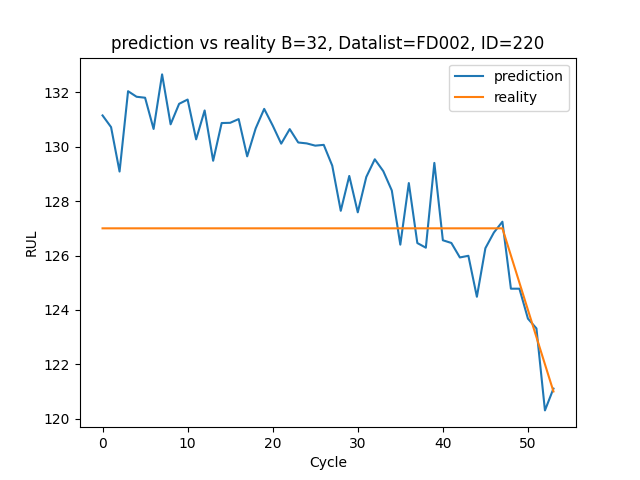 prediction vs reality B=32, Datalist=FD002, ID=220
prediction
reality
RUL
132
130
128
126
124
122
120
0 10 20 30 40 50
Cycle